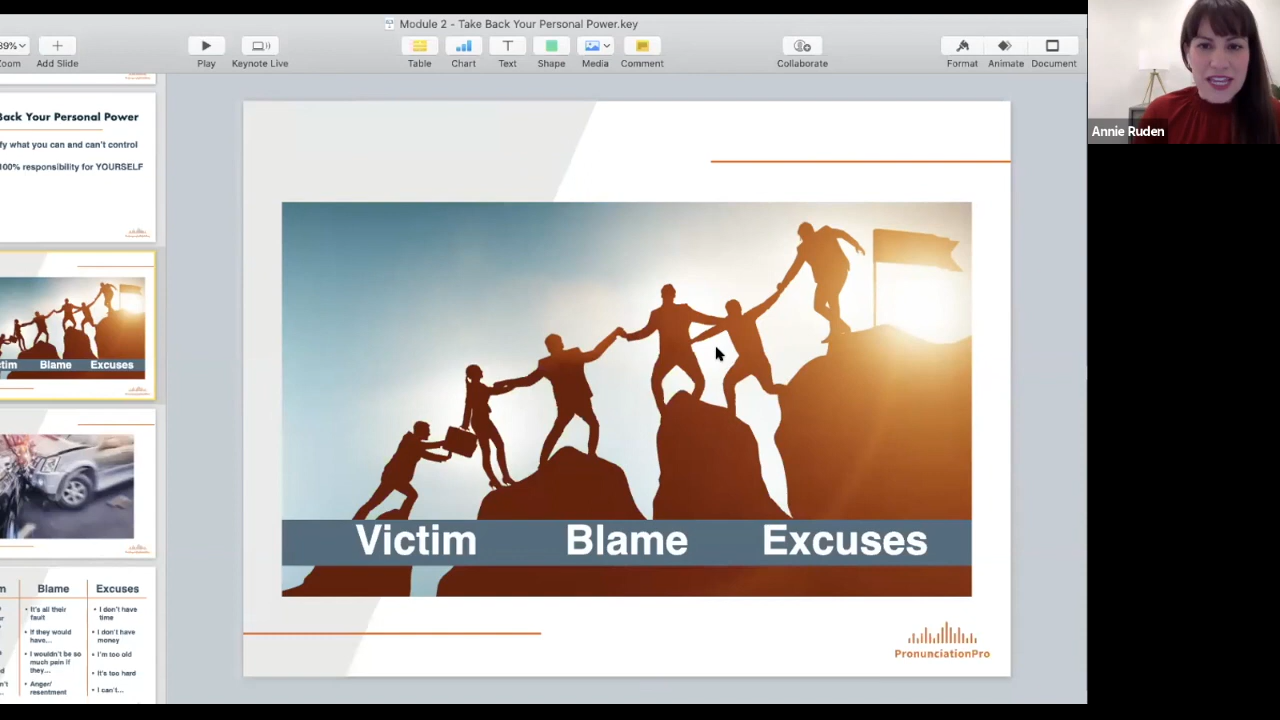 Module 2 - Take Back Your Personal Power.key
Zoom
Add Slide
Play
Keynote Live
Table
Chart
Text
Shape
Media
Comment
Collaborate
Format
Animate
Document
Annie Ruden
Back Your Personal Power
what you can and can't control
100% responsibility for YOURSELF
Blame Excuses
Victim Blame Excuses
PronunciationPro
Blame
Excuses
• It's all their
fault
• If they would
have...
• I wouldn't be so
much pain if
they...
• Anger/
resentment
• I don't have
time
• I don't have
money
• I'm too old
• It's too hard
• I can't...